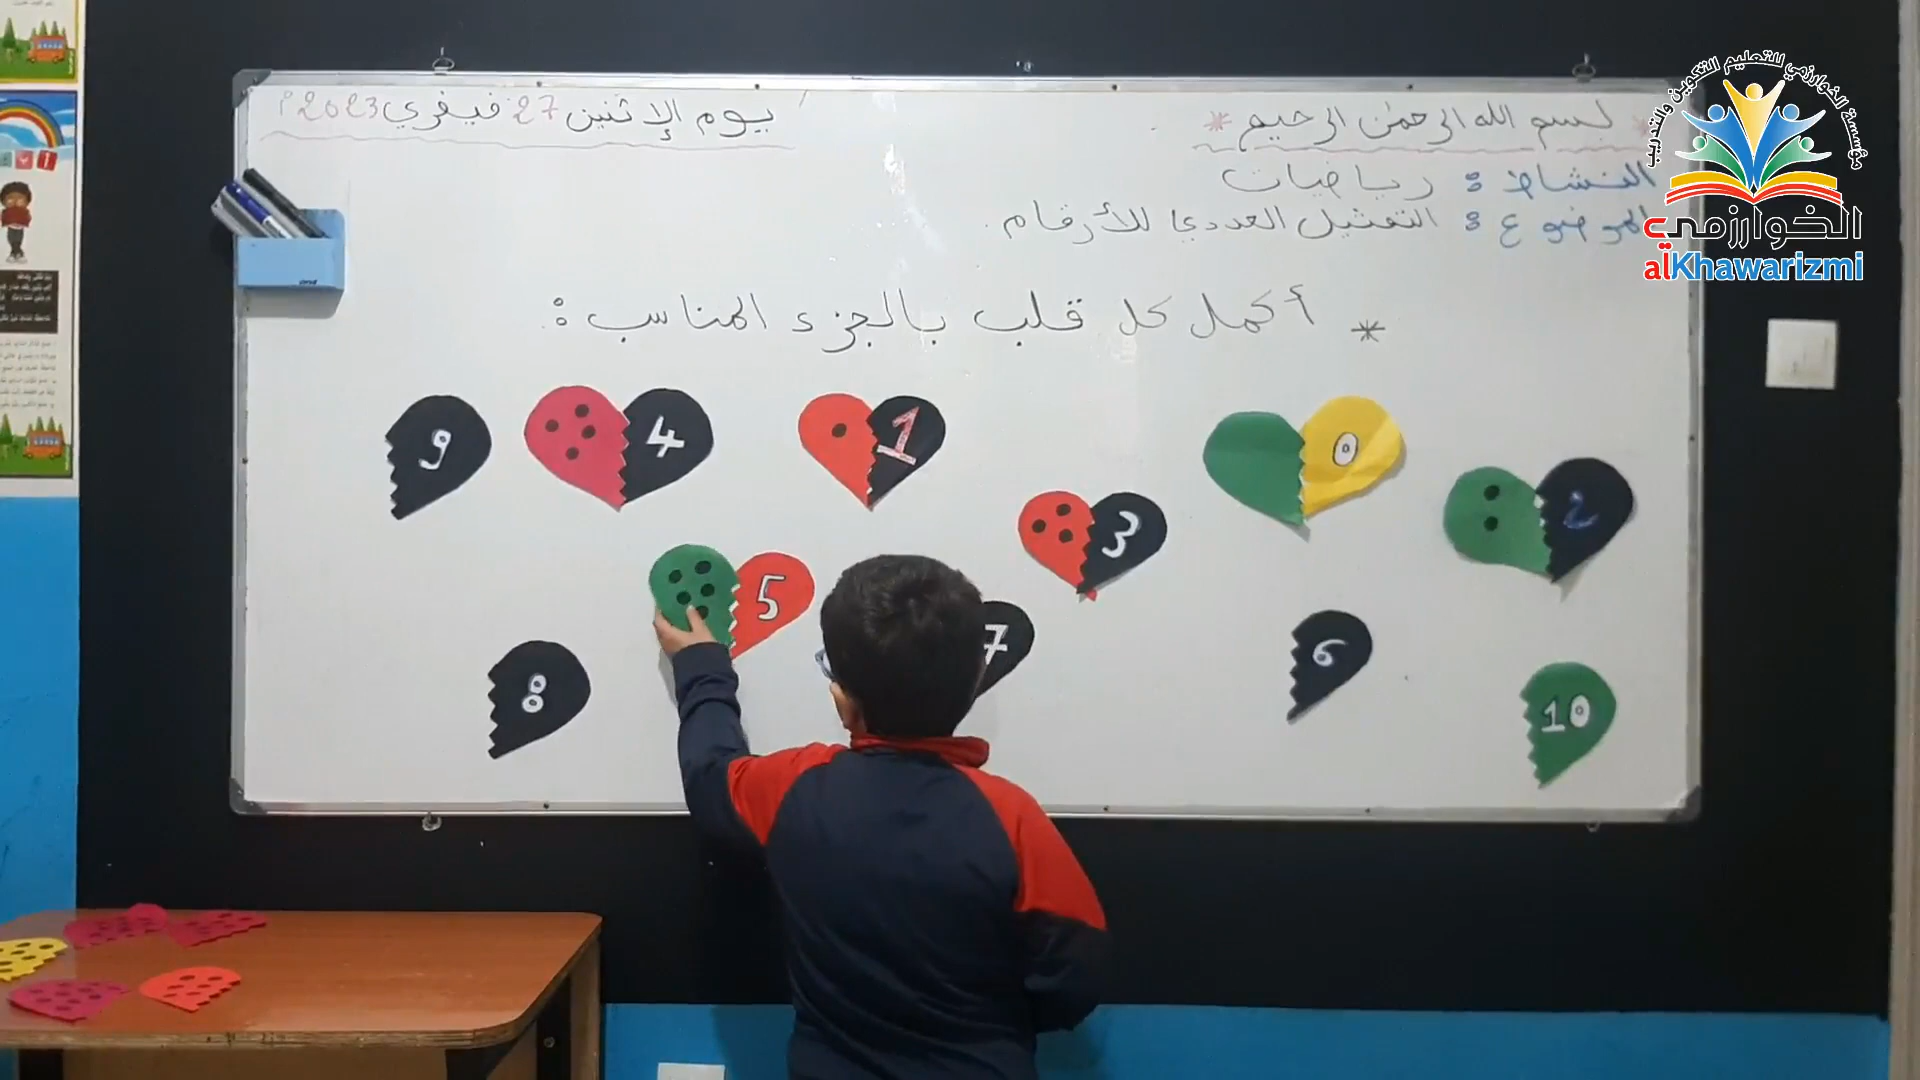 * بسم الله الرحمٰن الرحيم *
يوم الإثنين 27 فيفري 2023م
النشاط : رياضيات
الموضوع : التمثيل العددي للأرقام.
* أكمل كل قلب بالجزء المناسب :
9
4
1
0
2
3
5
7
6
8
10
مؤسسة الخوارزمي للتعليم التكوين والتدريب
الخوارزمي
alKhawarizmi